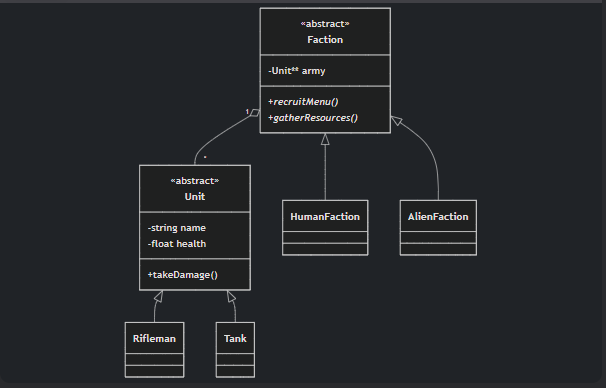 «abstract»
Faction
-Unit** army
+recruitMenu()
+gatherResources()
1
*
«abstract»
Unit
-string name
-float health
+takeDamage()
HumanFaction
AlienFaction
Rifleman
Tank